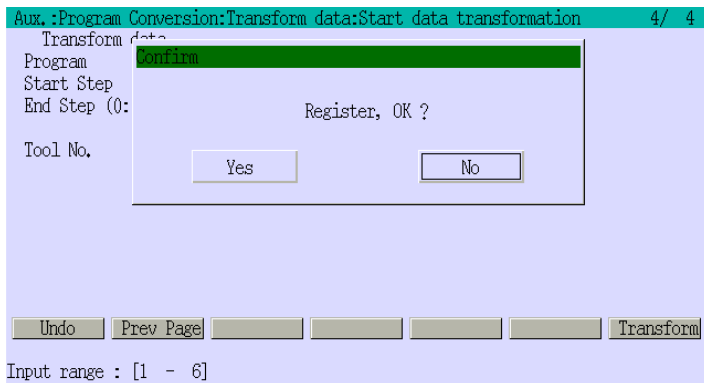 Aux.:Program Conversion:Transform data:Start data transformation 4/ 4
Transform data
Confirm
Program
Start Step
End Step (0:
Register, OK ?
Tool No.
Yes No
Undo Prev Page Transform
Input range : [1 - 6]